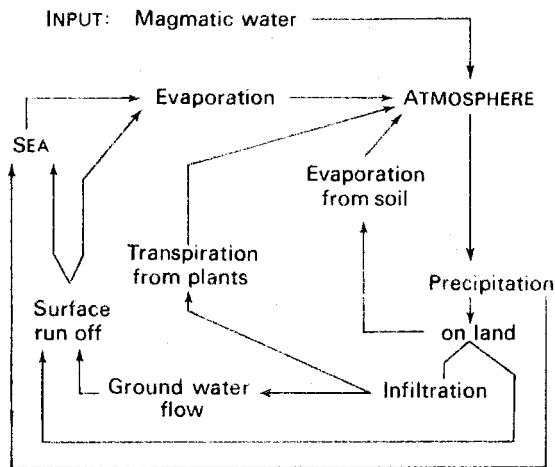 INPUT: Magmatic water
Evaporation
ATMOSPHERE
SEA
Evaporation
from soil
Transpiration
from plants
Precipitation
Surface
run off
on land
Ground water
flow
Infiltration